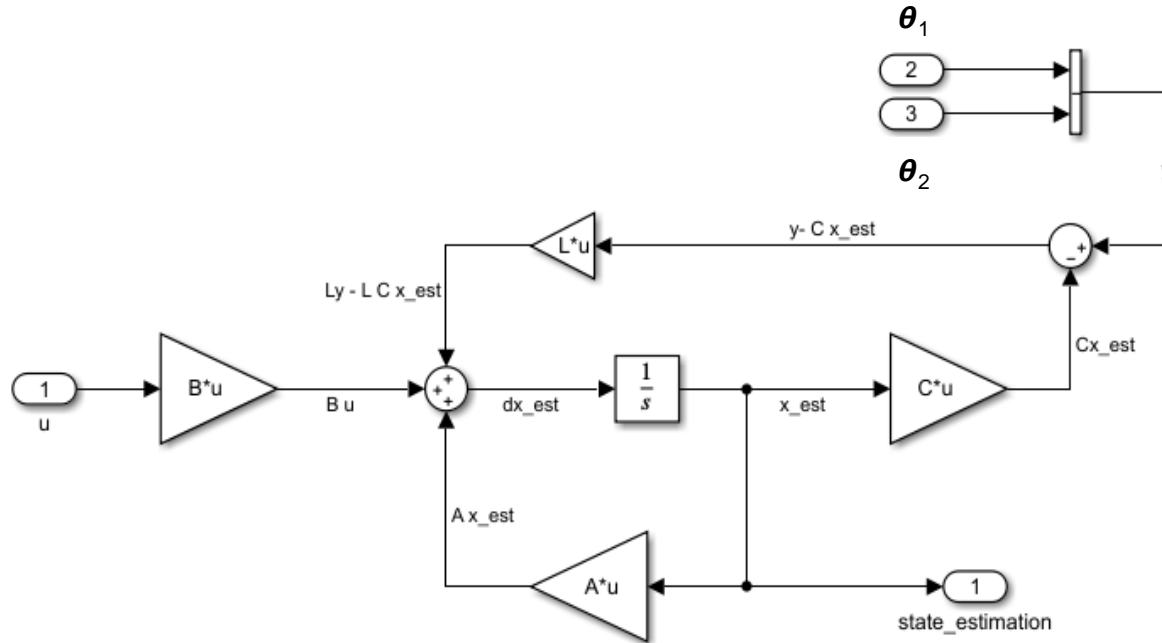 θ1
2
3
θ2
y- C x_est
L*u
- +
Ly - L C x_est
Cx_est
1
u
B*u
B u
+
+
+
dx_est
1
s
x_est
C*u
A x_est
A*u
1
state_estimation